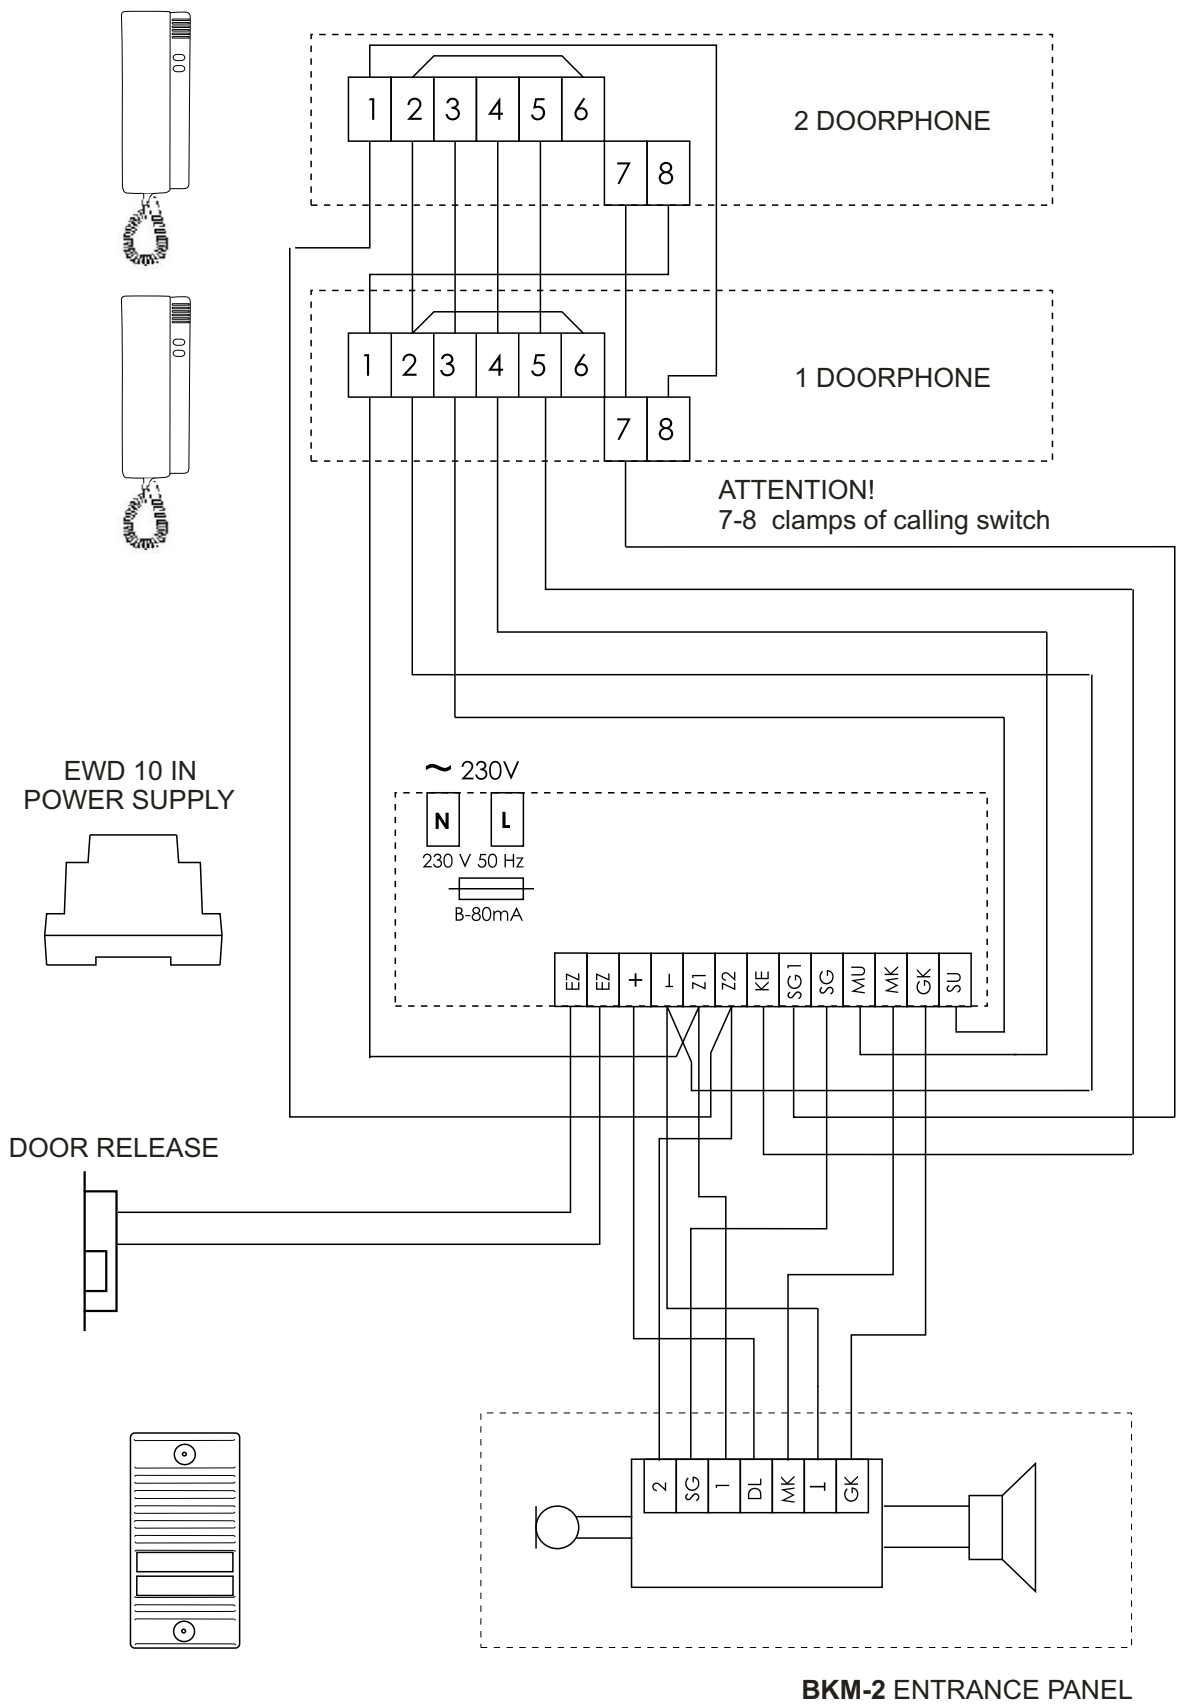 1 2 3 4 5 6
2 DOORPHONE
7 8
1 2 3 4 5 6
1 DOORPHONE
7 8
ATTENTION!
7-8 clamps of calling switch
EWD 10 IN
POWER SUPPLY
~ 230V
N L
230 V 50 Hz
B-80mA
EZ EZ + ⊥ Z1 Z2 KE SG1 SG MU MK GK SU
DOOR RELEASE
2 SG 1 DL MK ⊥ GK
BKM-2 ENTRANCE PANEL